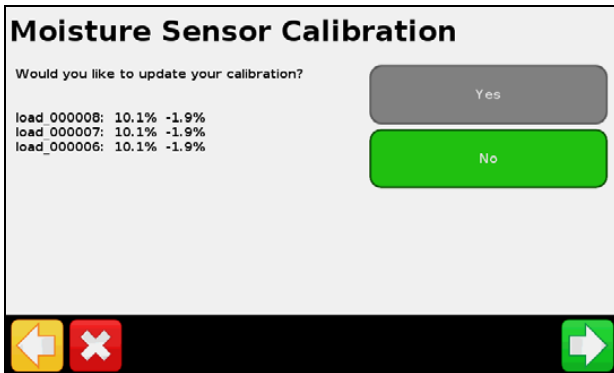 Moisture Sensor Calibration
Would you like to update your calibration?
load_000008: 10.1% -1.9%
load_000007: 10.1% -1.9%
load_000006: 10.1% -1.9%
Yes
No